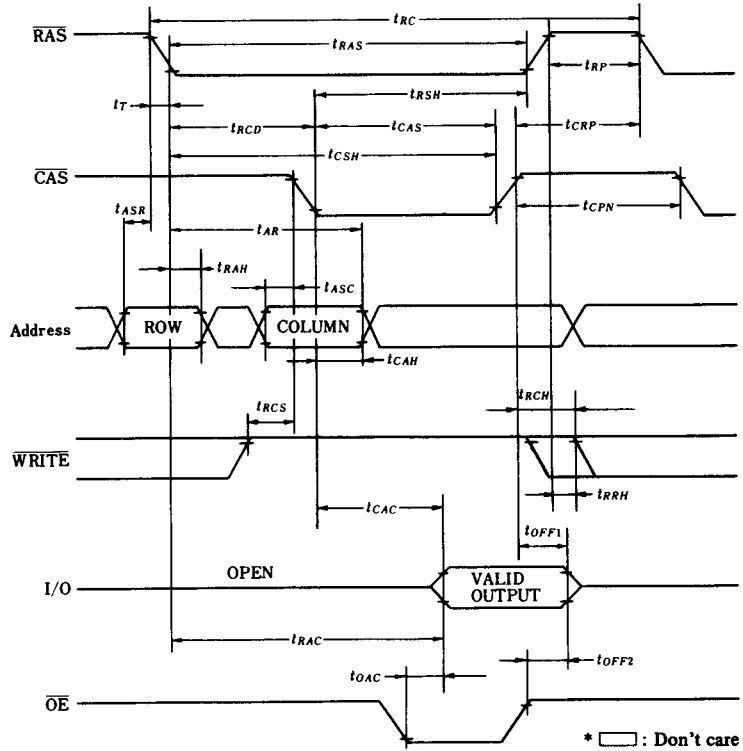 tRC
RAS
tRAS
tRP
tRSH
tT
tRCD
tCAS
tCRP
tCSH
CAS
tASR
tCPN
tAR
tRAH
tASC
Address
ROW
COLUMN
tCAH
tRCH
tRCS
WRITE
tRRH
tCAC
tOFF1
OPEN
VALID
OUTPUT
I/O
tRAC
tOAC
tOFF2
OE
* : Don't care